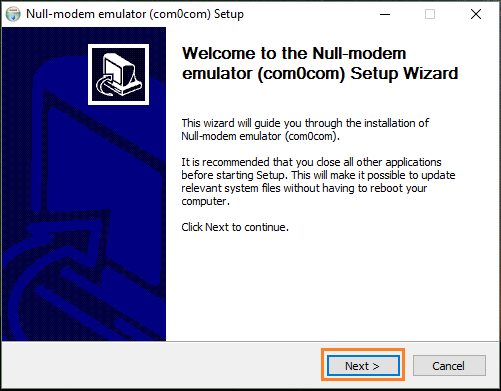 Null-modem emulator (com0com) Setup
Welcome to the Null-modem
emulator (com0com) Setup Wizard
This wizard will guide you through the installation of
Null-modem emulator (com0com).
It is recommended that you close all other applications
before starting Setup. This will make it possible to update
relevant system files without having to reboot your
computer.
Click Next to continue.
Next >
Cancel